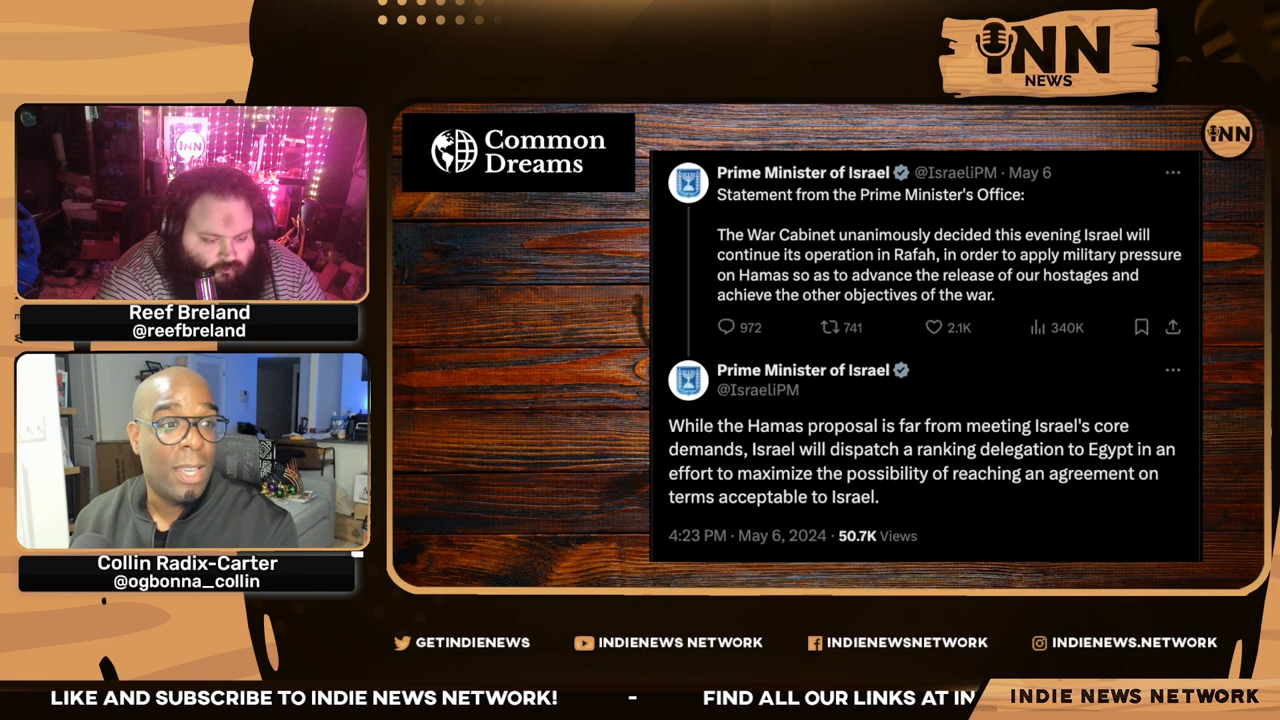 iNN
NEWS
iNN
Common
Dreams
Prime Minister of Israel @IsraeliPM · May 6
Statement from the Prime Minister's Office:
The War Cabinet unanimously decided this evening Israel will
continue its operation in Rafah, in order to apply military pressure
on Hamas so as to advance the release of our hostages and
achieve the other objectives of the war.
972 741 2.1K 340K
Prime Minister of Israel
@IsraeliPM
While the Hamas proposal is far from meeting Israel's core
demands, Israel will dispatch a ranking delegation to Egypt in an
effort to maximize the possibility of reaching an agreement on
terms acceptable to Israel.
4:23 PM · May 6, 2024 · 50.7K Views
iNN
Reef Breland
@reefbreland
Collin Radix-Carter
@ogbonna_collin
GETINDIENEWS INDIENEWS NETWORK INDIENEWSNETWORK INDIENEWS.NETWORK
LIKE AND SUBSCRIBE TO INDIE NEWS NETWORK! - FIND ALL OUR LINKS AT IN
INDIE NEWS NETWORK